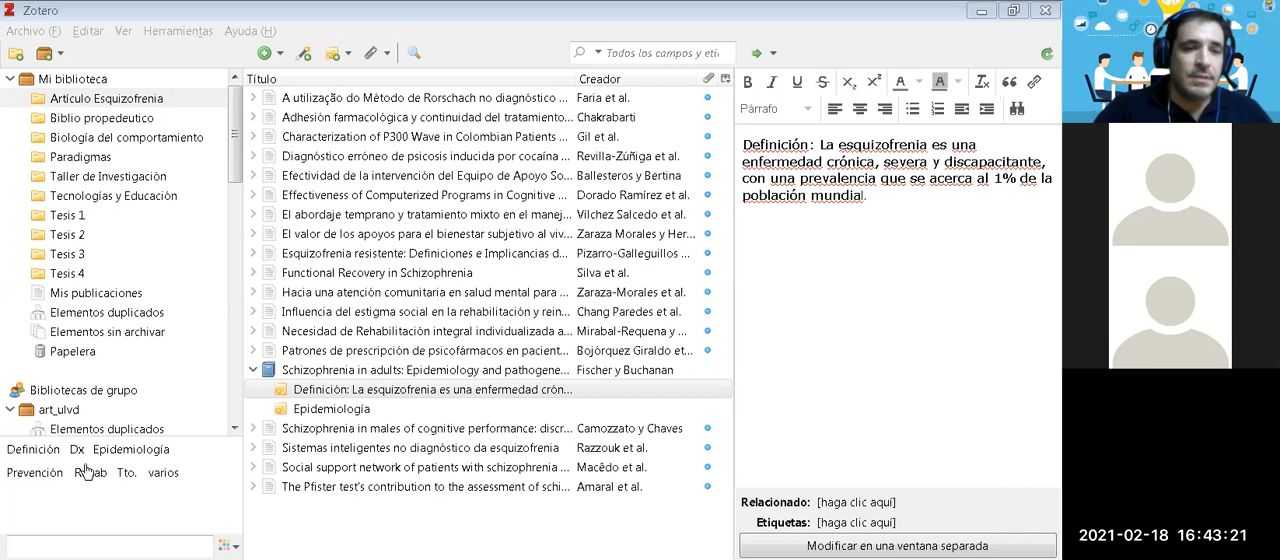 Zotero
Archivo (F) Editar Ver Herramientas Ayuda (H)
Todos los campos y eti
Mi biblioteca
Artículo Esquizofrenia
Biblio propedeutico
Biología del comportamiento
Paradigmas
Taller de Investigación
Tecnologías y Educación
Tesis 1
Tesis 2
Tesis 3
Tesis 4
Mis publicaciones
Elementos duplicados
Elementos sin archivar
Papelera
Bibliotecas de grupo
art_ulvd
Elementos duplicados
Definición Dx Epidemiología
Prevención Rehab Tto. varios
Título Creador
A utilização do Método de Rorschach no diagnóstico ... Faria et al.
Adhesión farmacológica y continuidad del tratamiento... Chakrabarti
Characterization of P300 Wave in Colombian Patients ... Gil et al.
Diagnóstico erróneo de psicosis inducida por cocaína ... Revilla-Zúñiga et al.
Efectividad de la intervención del Equipo de Apoyo So... Ballesteros y Bertina
Effectiveness of Computerized Programs in Cognitive ... Dorado Ramírez et al.
El abordaje temprano y tratamiento mixto en el manej... Vílchez Salcedo et al.
El valor de los apoyos para el bienestar subjetivo al viv... Zaraza Morales y Her...
Esquizofrenia resistente: Definiciones e Implicancias d... Pizarro-Galleguillos ...
Functional Recovery in Schizophrenia Silva et al.
Hacia una atención comunitaria en salud mental para ... Zaraza-Morales et al.
Influencia del estigma social en la rehabilitación y rein... Chang Paredes et al.
Necesidad de Rehabilitación integral individualizada a... Mirabal-Requena y ...
Patrones de prescripción de psicofármacos en pacient... Bojórquez Giraldo et...
Schizophrenia in adults: Epidemiology and pathogene... Fischer y Buchanan
Definición: La esquizofrenia es una enfermedad crón...
Epidemiología
Schizophrenia in males of cognitive performance: discr... Camozzato y Chaves
Sistemas inteligentes no diagnóstico da esquizofrenia Razzouk et al.
Social support network of patients with schizophrenia ... Macêdo et al.
The Pfister test's contribution to the assessment of schi... Amaral et al.
B I U S X₂ X² A A Tx
Párrafo
Definición: La esquizofrenia es una
enfermedad crónica, severa y discapacitante,
con una prevalencia que se acerca al 1% de la
población mundial.
Relacionado: [haga clic aquí]
Etiquetas: [haga clic aquí]
Modificar en una ventana separada
2021-02-18 16:43:21